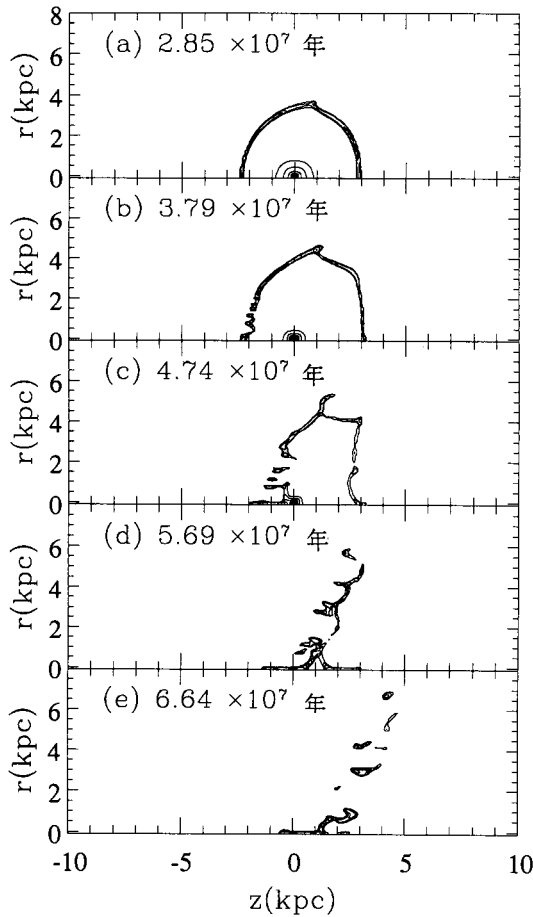 8
(a) 2.85 ×10⁷ 年
6
r(kpc)
4
2
0
(b) 3.79 ×10⁷ 年
6
r(kpc)
4
2
0
(c) 4.74 ×10⁷ 年
6
r(kpc)
4
2
0
(d) 5.69 ×10⁷ 年
6
r(kpc)
4
2
0
(e) 6.64 ×10⁷ 年
6
r(kpc)
4
2
0
-10 -5 0 5 10
z(kpc)